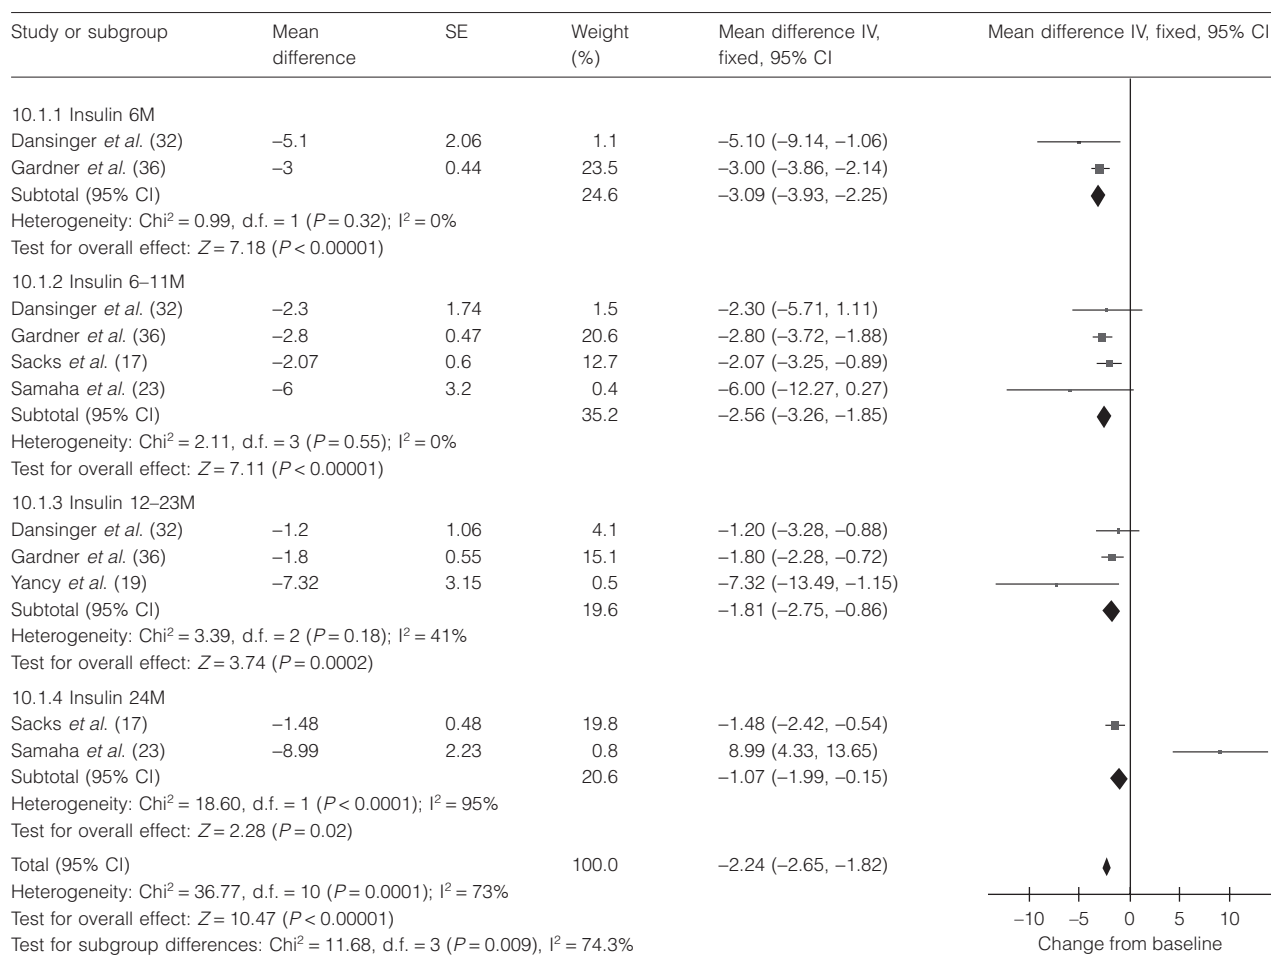 Study or subgroup Mean difference SE Weight (%) Mean difference IV, fixed, 95% CI Mean difference IV, fixed, 95% CI
10.1.1 Insulin 6M
Dansinger et al. (32) –5.1 2.06 1.1 –5.10 (–9.14, –1.06)
Gardner et al. (36) –3 0.44 23.5 –3.00 (–3.86, –2.14)
Subtotal (95% CI) 24.6 –3.09 (–3.93, –2.25)
Heterogeneity: Chi² = 0.99, d.f. = 1 (P = 0.32); I² = 0%
Test for overall effect: Z = 7.18 (P < 0.00001)
10.1.2 Insulin 6–11M
Dansinger et al. (32) –2.3 1.74 1.5 –2.30 (–5.71, 1.11)
Gardner et al. (36) –2.8 0.47 20.6 –2.80 (–3.72, –1.88)
Sacks et al. (17) –2.07 0.6 12.7 –2.07 (–3.25, –0.89)
Samaha et al. (23) –6 3.2 0.4 –6.00 (–12.27, 0.27)
Subtotal (95% CI) 35.2 –2.56 (–3.26, –1.85)
Heterogeneity: Chi² = 2.11, d.f. = 3 (P = 0.55); I² = 0%
Test for overall effect: Z = 7.11 (P < 0.00001)
10.1.3 Insulin 12–23M
Dansinger et al. (32) –1.2 1.06 4.1 –1.20 (–3.28, –0.88)
Gardner et al. (36) –1.8 0.55 15.1 –1.80 (–2.28, –0.72)
Yancy et al. (19) –7.32 3.15 0.5 –7.32 (–13.49, –1.15)
Subtotal (95% CI) 19.6 –1.81 (–2.75, –0.86)
Heterogeneity: Chi² = 3.39, d.f. = 2 (P = 0.18); I² = 41%
Test for overall effect: Z = 3.74 (P = 0.0002)
10.1.4 Insulin 24M
Sacks et al. (17) –1.48 0.48 19.8 –1.48 (–2.42, –0.54)
Samaha et al. (23) –8.99 2.23 0.8 8.99 (4.33, 13.65)
Subtotal (95% CI) 20.6 –1.07 (–1.99, –0.15)
Heterogeneity: Chi² = 18.60, d.f. = 1 (P < 0.0001); I² = 95%
Test for overall effect: Z = 2.28 (P = 0.02)
Total (95% CI) 100.0 –2.24 (–2.65, –1.82)
Heterogeneity: Chi² = 36.77, d.f. = 10 (P = 0.0001); I² = 73%
Test for overall effect: Z = 10.47 (P < 0.00001)
Test for subgroup differences: Chi² = 11.68, d.f. = 3 (P = 0.009), I² = 74.3%
–10 –5 0 5 10
Change from baseline